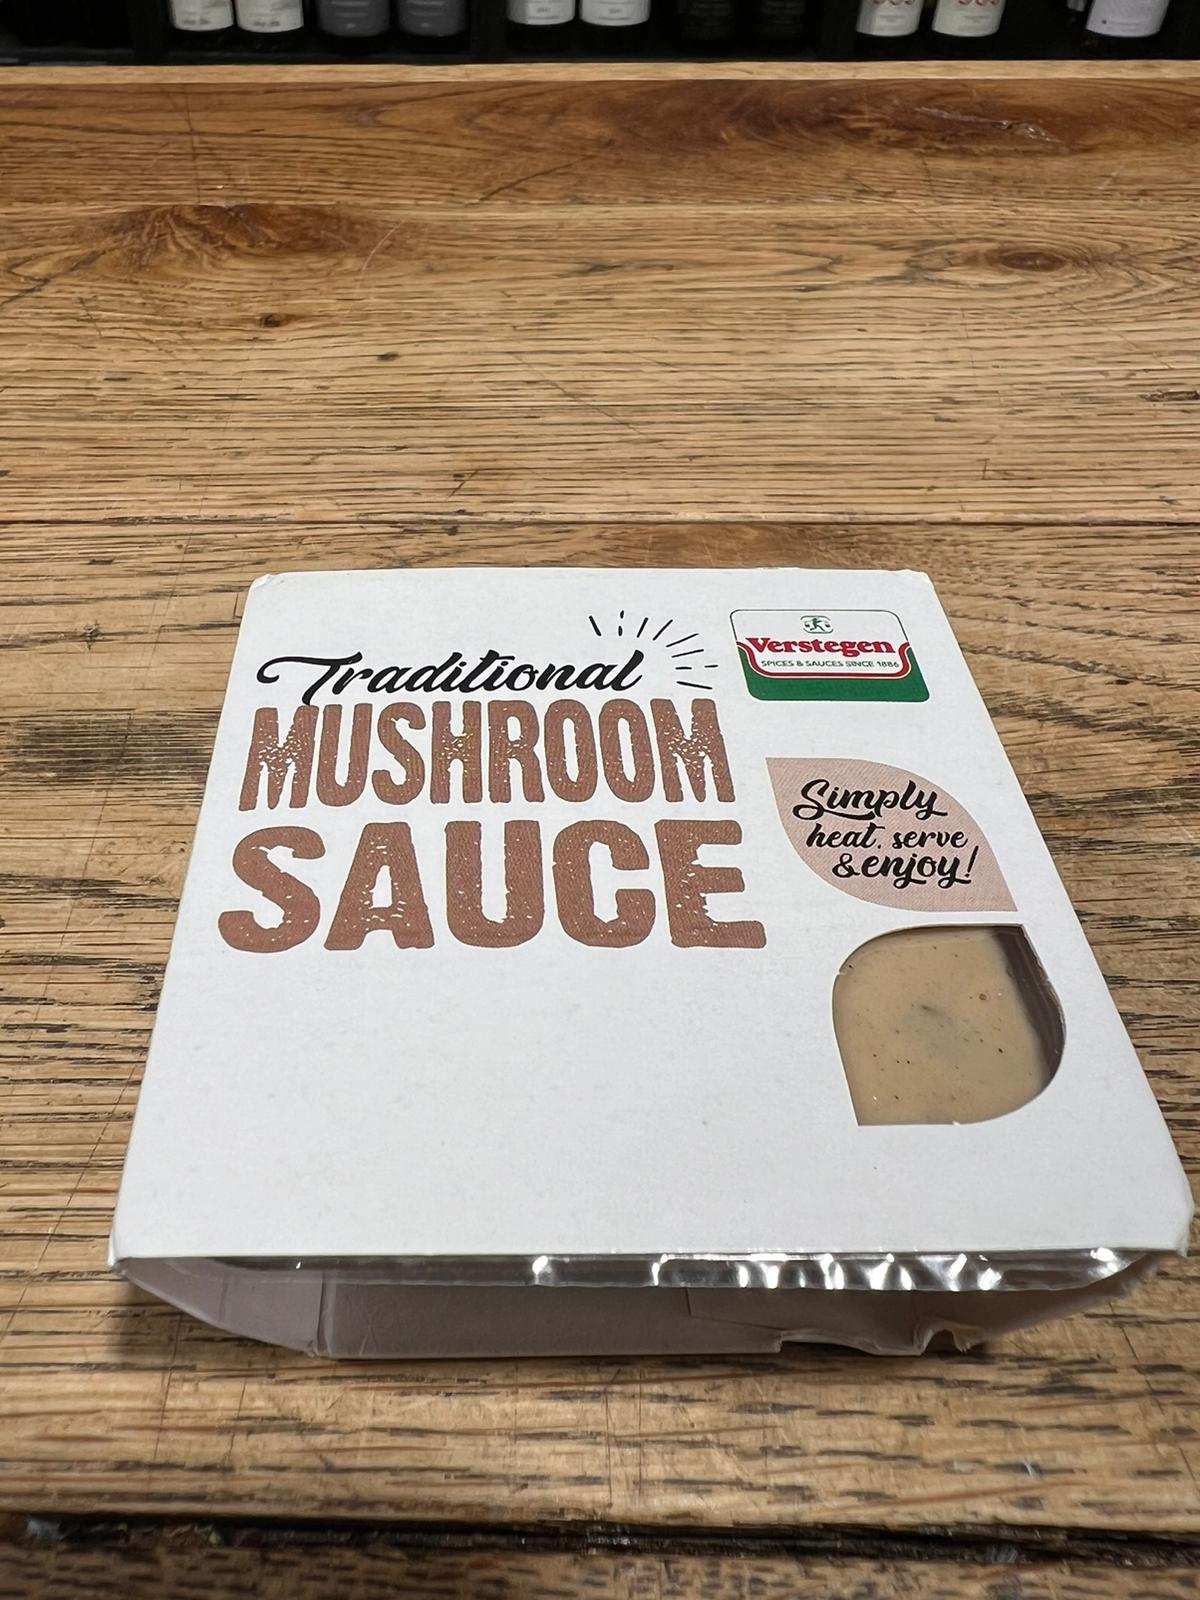 Traditional
MUSHROOM
SAUCE
Verstegen
SPICES & SAUCES SINCE 1886
Simply
heat, serve
& enjoy!